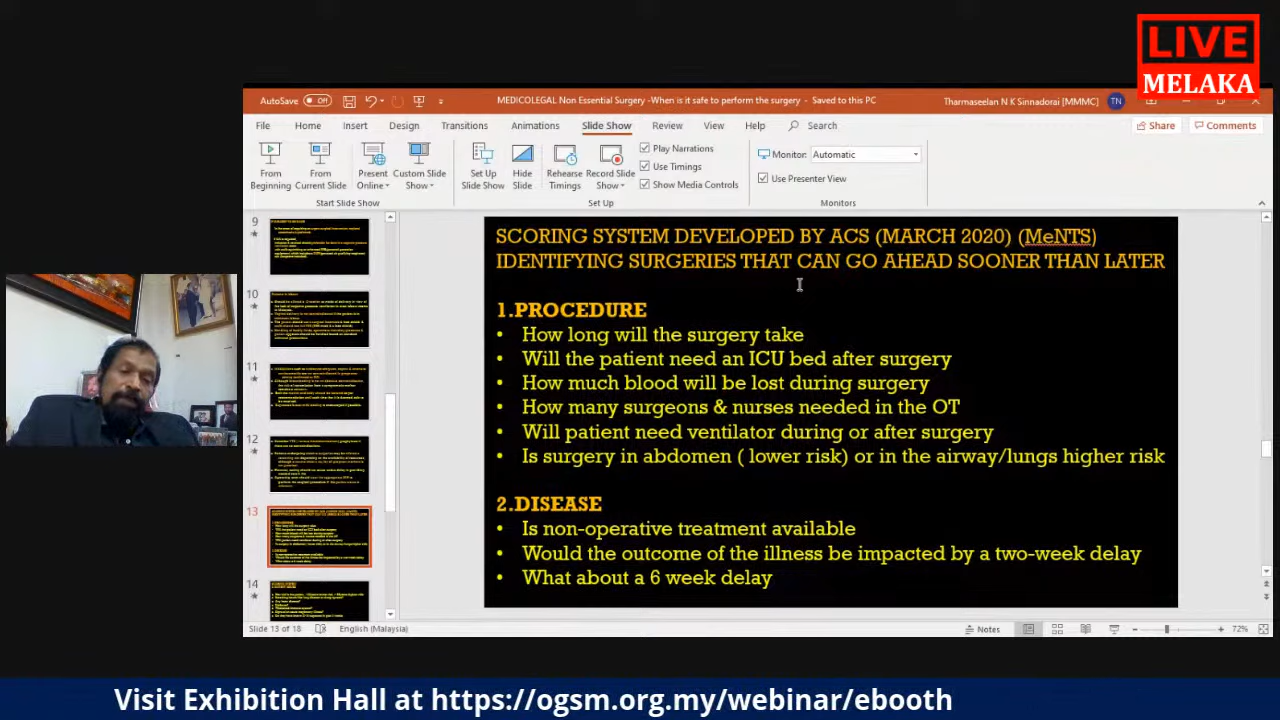 LIVE
MELAKA
AutoSave Off
MEDICOLEGAL Non Essential Surgery -When is it safe to perform the surgery - Saved to this PC
Tharmaseelan N K Sinnadorai [MMMC] TN
File Home Insert Design Transitions Animations Slide Show Review View Help Search
Share Comments
From Beginning
From Current Slide
Present Online
Custom Slide Show
Start Slide Show
Set Up Slide Show
Hide Slide
Rehearse Timings
Record Slide Show
Play Narrations
Use Timings
Show Media Controls
Set Up
Monitor: Automatic
Use Presenter View
Monitors
9
10
11
12
13
14
SCORING SYSTEM DEVELOPED BY ACS (MARCH 2020) (MeNTS)
IDENTIFYING SURGERIES THAT CAN GO AHEAD SOONER THAN LATER
1.PROCEDURE
• How long will the surgery take
• Will the patient need an ICU bed after surgery
• How much blood will be lost during surgery
• How many surgeons & nurses needed in the OT
• Will patient need ventilator during or after surgery
• Is surgery in abdomen ( lower risk) or in the airway/lungs higher risk
2.DISEASE
• Is non-operative treatment available
• Would the outcome of the illness be impacted by a two-week delay
• What about a 6 week delay
Slide 13 of 18 English (Malaysia)
Notes 72%
Visit Exhibition Hall at https://ogsm.org.my/webinar/ebooth